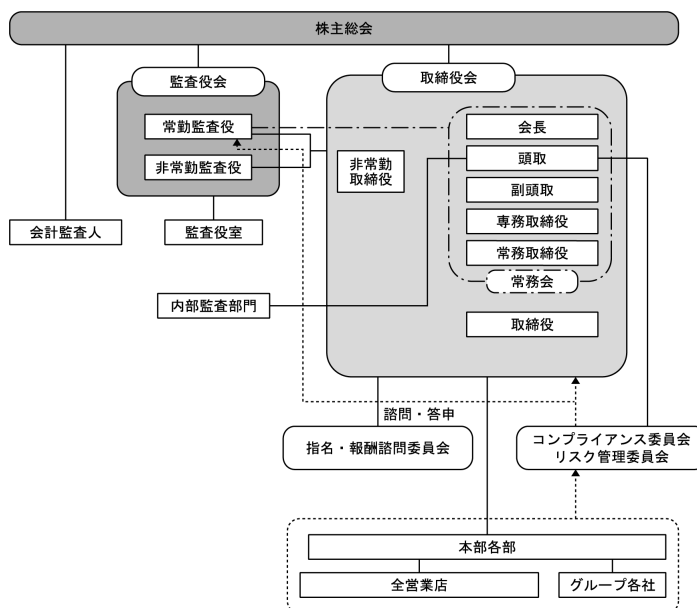 株主総会
監査役会
取締役会
常勤監査役
非常勤監査役
非常勤
取締役
会長
頭取
副頭取
専務取締役
常務取締役
常務会
取締役
会計監査人
監査役室
内部監査部門
諮問・答申
指名・報酬諮問委員会
コンプライアンス委員会
リスク管理委員会
本部各部
全営業店
グループ各社